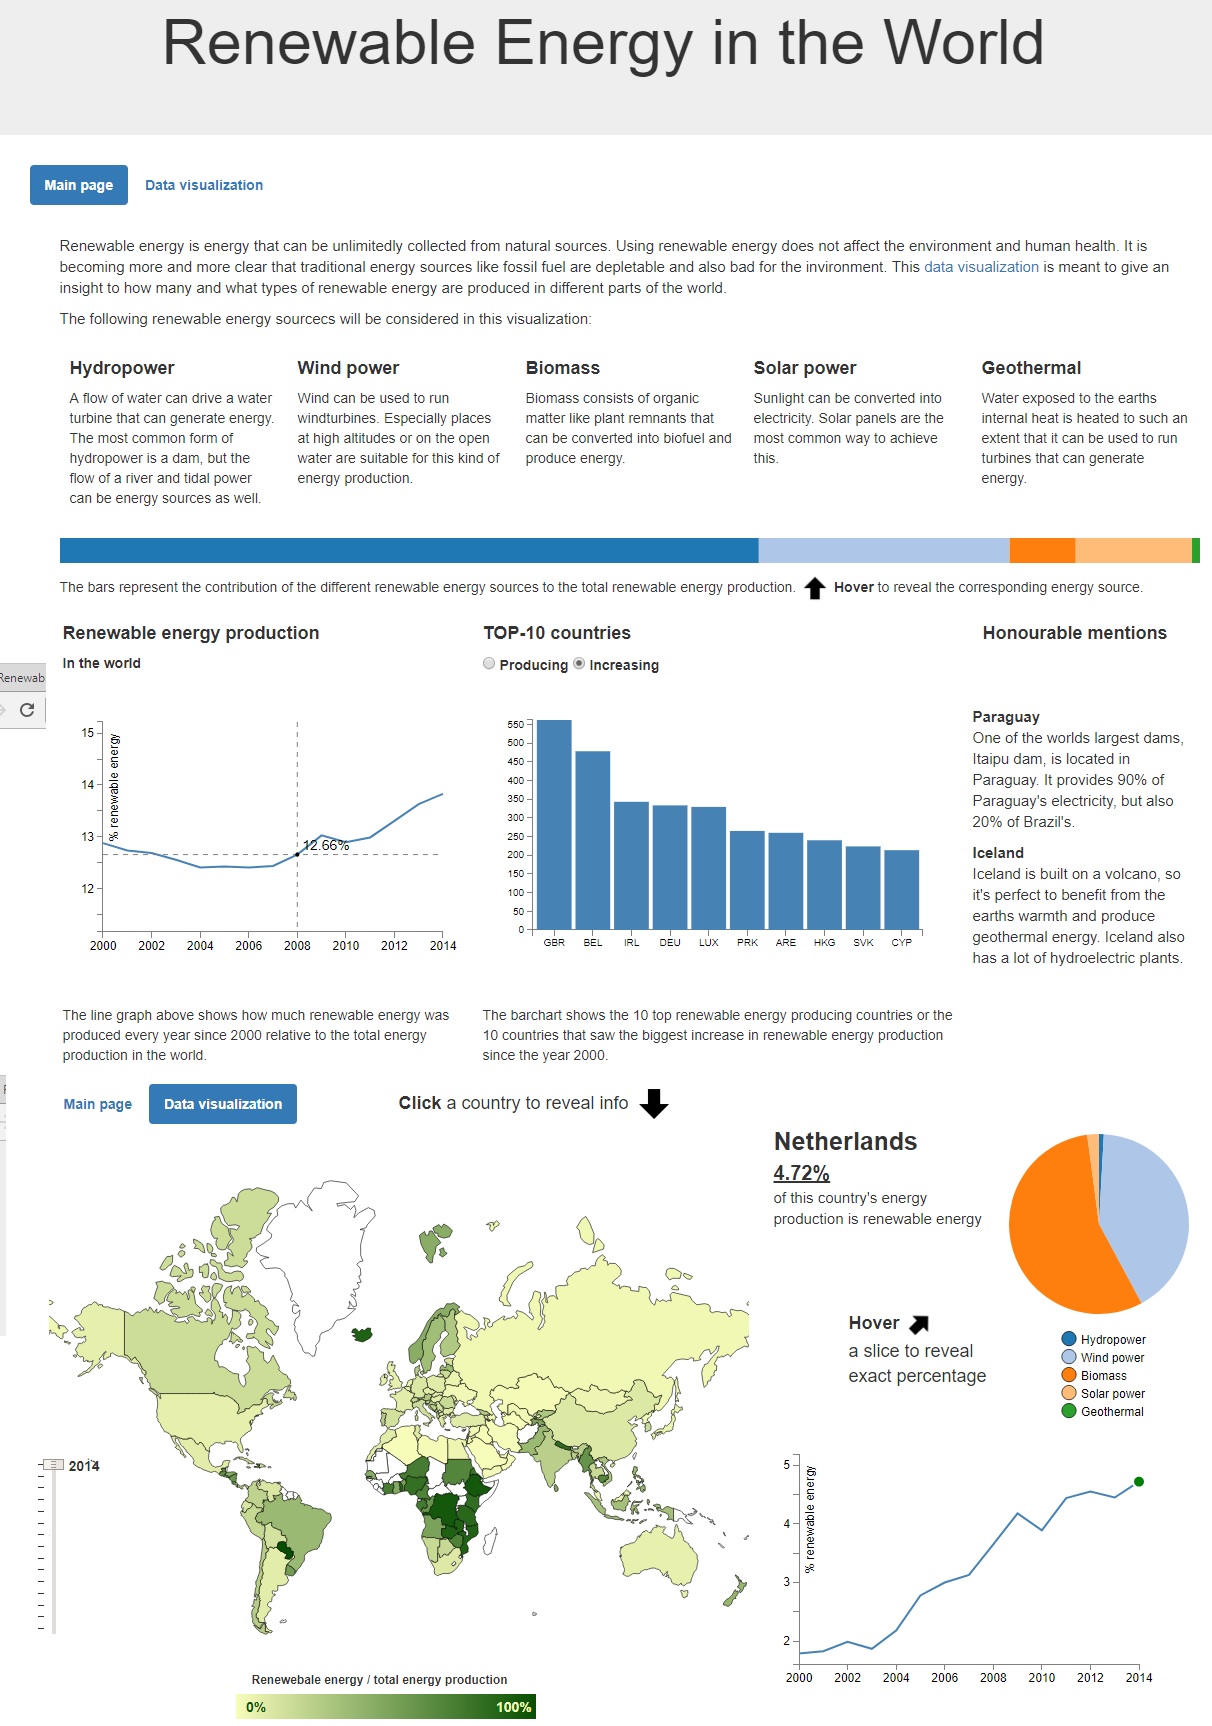 Renewable Energy in the World
Main page
Data visualization
Renewable energy is energy that can be unlimitedly collected from natural sources. Using renewable energy does not affect the environment and human health. It is
becoming more and more clear that traditional energy sources like fossil fuel are depletable and also bad for the invironment. This data visualization is meant to give an
insight to how many and what types of renewable energy are produced in different parts of the world.
The following renewable energy sourcecs will be considered in this visualization:
Hydropower
A flow of water can drive a water
turbine that can generate energy.
The most common form of
hydropower is a dam, but the
flow of a river and tidal power
can be energy sources as well.
Wind power
Wind can be used to run
windturbines. Especially places
at high altitudes or on the open
water are suitable for this kind of
energy production.
Biomass
Biomass consists of organic
matter like plant remnants that
can be converted into biofuel and
produce energy.
Solar power
Sunlight can be converted into
electricity. Solar panels are the
most common way to achieve
this.
Geothermal
Water exposed to the earths
internal heat is heated to such an
extent that it can be used to run
turbines that can generate
energy.
The bars represent the contribution of the different renewable energy sources to the total renewable energy production. Hover to reveal the corresponding energy source.
Renewab
Renewable energy production
In the world
15
14
13
12
% renewable energy
12.66%
2000 2002 2004 2006 2008 2010 2012 2014
The line graph above shows how much renewable energy was
produced every year since 2000 relative to the total energy
production in the world.
TOP-10 countries
Producing Increasing
550
500
450
400
350
300
250
200
150
100
50
0
GBR BEL IRL DEU LUX PRK ARE HKG SVK CYP
The barchart shows the 10 top renewable energy producing countries or the
10 countries that saw the biggest increase in renewable energy production
since the year 2000.
Honourable mentions
Paraguay
One of the worlds largest dams,
Itaipu dam, is located in
Paraguay. It provides 90% of
Paraguay's electricity, but also
20% of Brazil's.
Iceland
Iceland is built on a volcano, so
it's perfect to benefit from the
earths warmth and produce
geothermal energy. Iceland also
has a lot of hydroelectric plants.
Main page
Data visualization
Click a country to reveal info
2014
Renewebale energy / total energy production
0% 100%
Netherlands
4.72%
of this country's energy
production is renewable energy
Hover
a slice to reveal
exact percentage
Hydropower
Wind power
Biomass
Solar power
Geothermal
5
4
3
2
% renewable energy
2000 2002 2004 2006 2008 2010 2012 2014